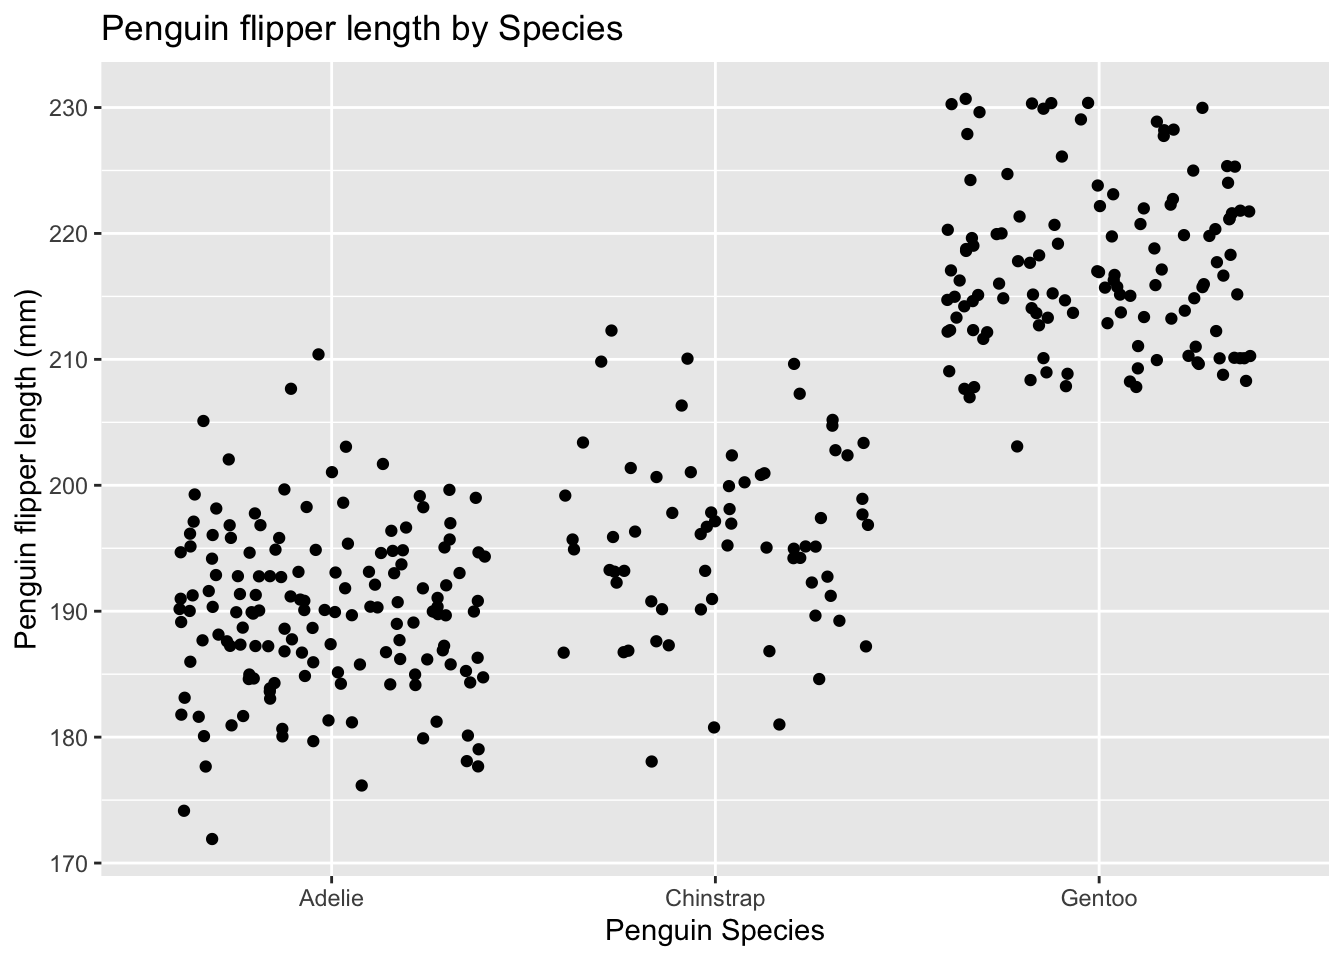 Penguin flipper length by Species
Penguin flipper length (mm)
230
220
210
200
190
180
170
Adelie Chinstrap Gentoo
Penguin Species